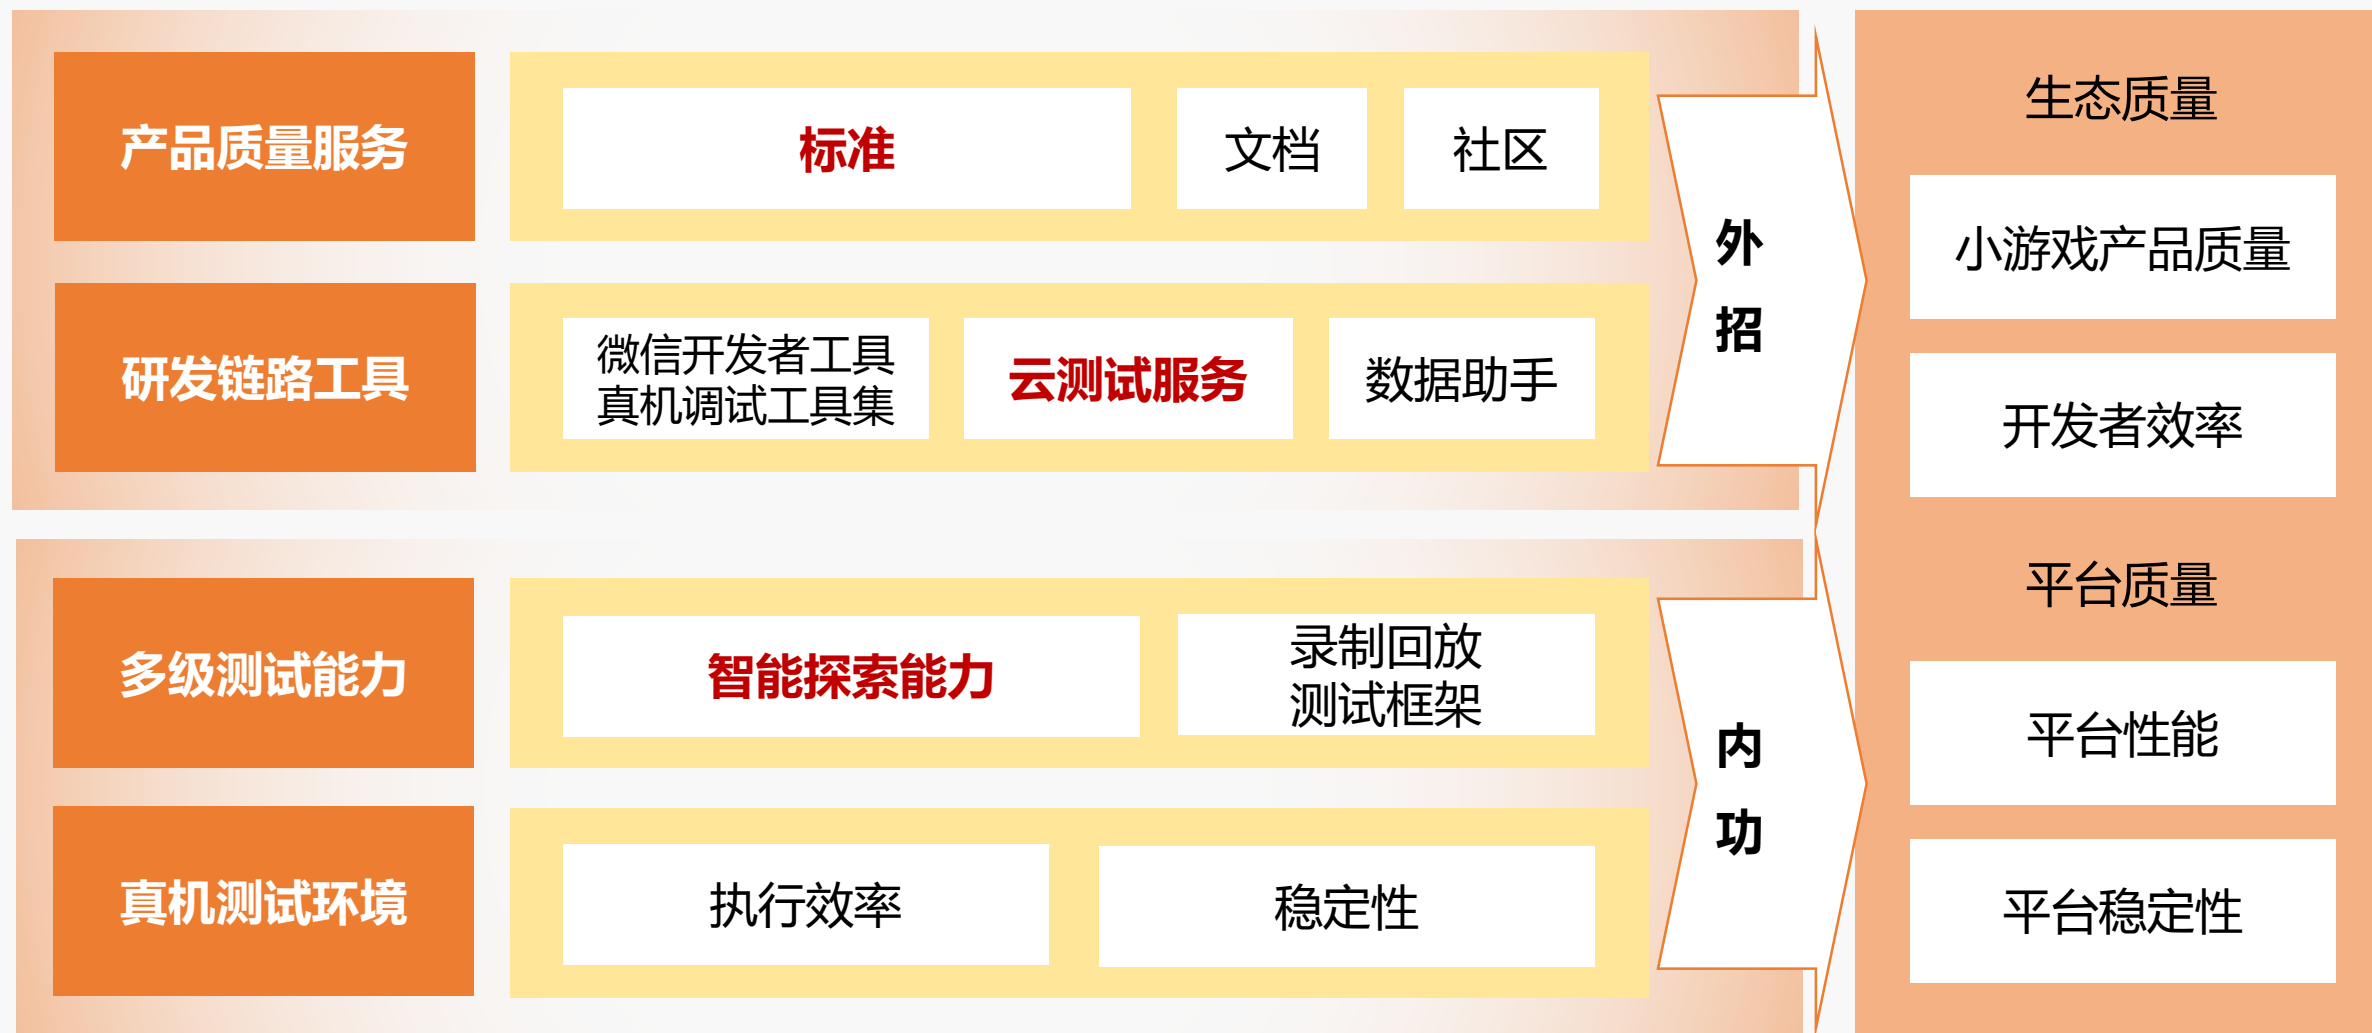 产品质量服务
标准
文档
社区
研发链路工具
微信开发者工具
真机调试工具集
云测试服务
数据助手
外
招
多级测试能力
智能探索能力
录制回放
测试框架
真机测试环境
执行效率
稳定性
内
功
生态质量
小游戏产品质量
开发者效率
平台质量
平台性能
平台稳定性